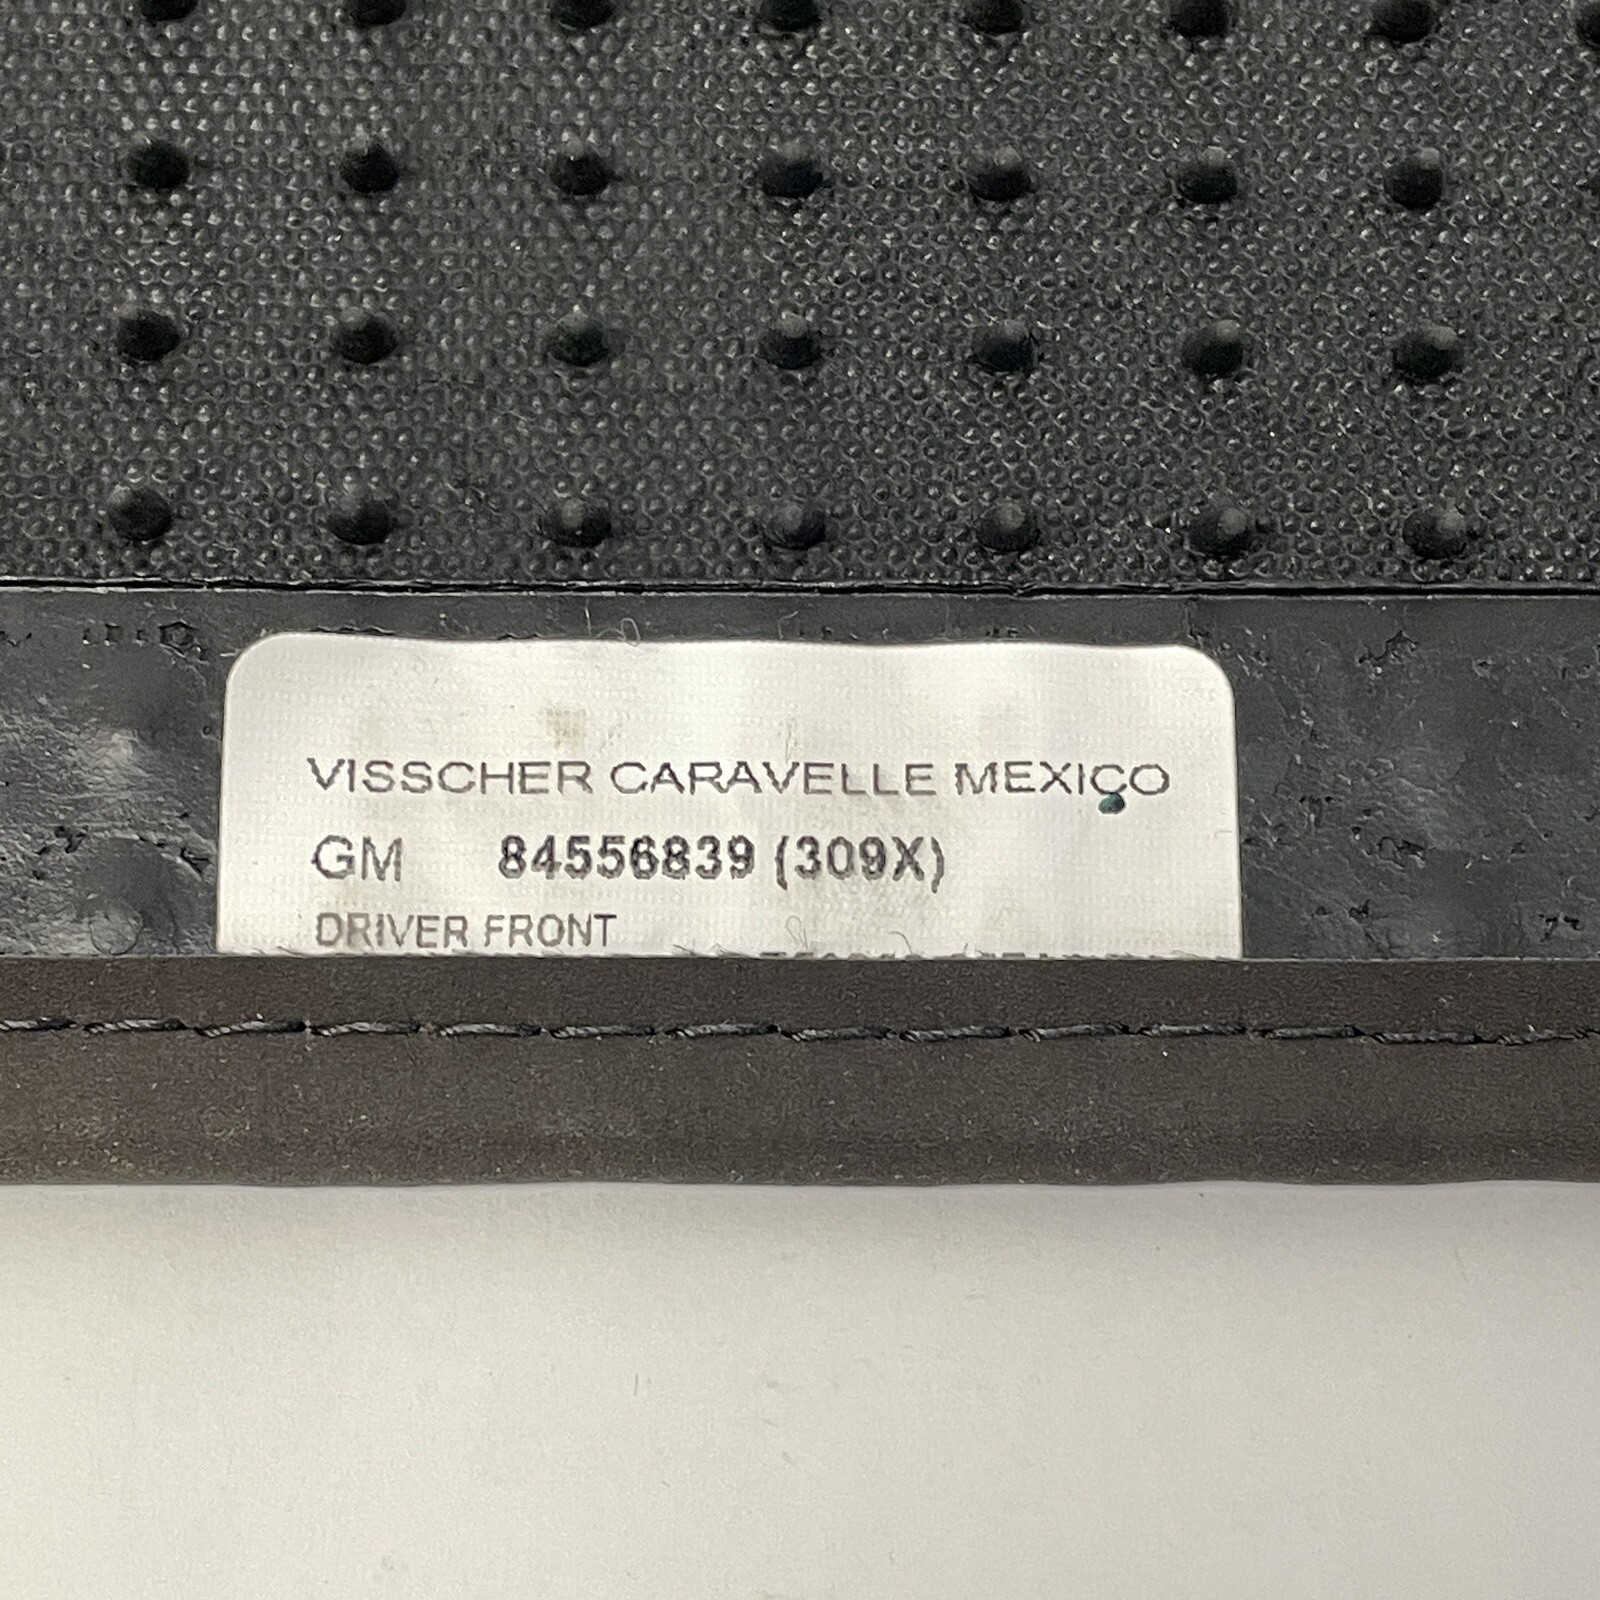 VISSCHER CARAVELLE MEXICO
GM 84556839 (309X)
DRIVER FRONT